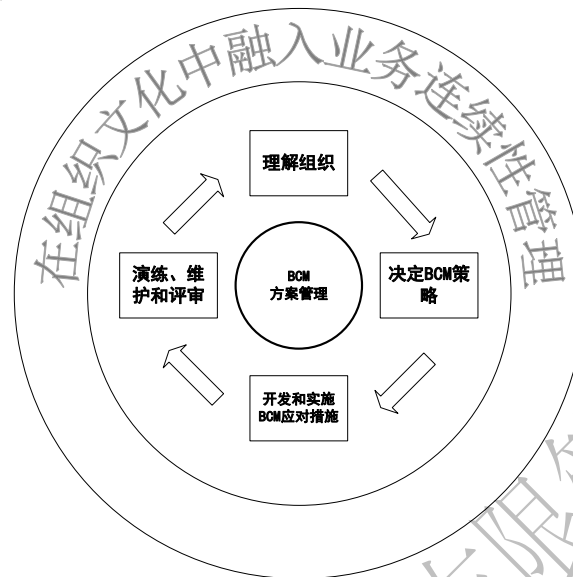 在组织文化中融入业务连续性管理
理解组织
演练、维
护和评审
BCM
方案管理
决定BCM策
略
开发和实施
BCM应对措施
限